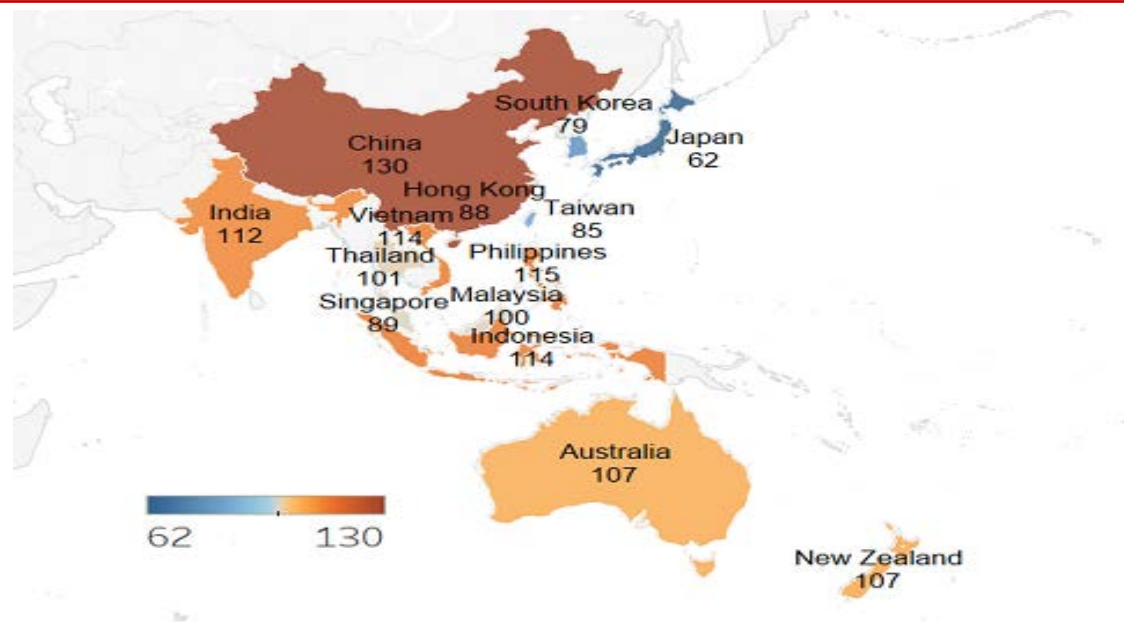 South Korea
79
Japan
62
China
130
Hong Kong
88
Taiwan
85
India
112
Vietnam
114
Philippines
115
Thailand
101
Malaysia
100
Singapore
89
Indonesia
114
Australia
107
62
130
New Zealand
107